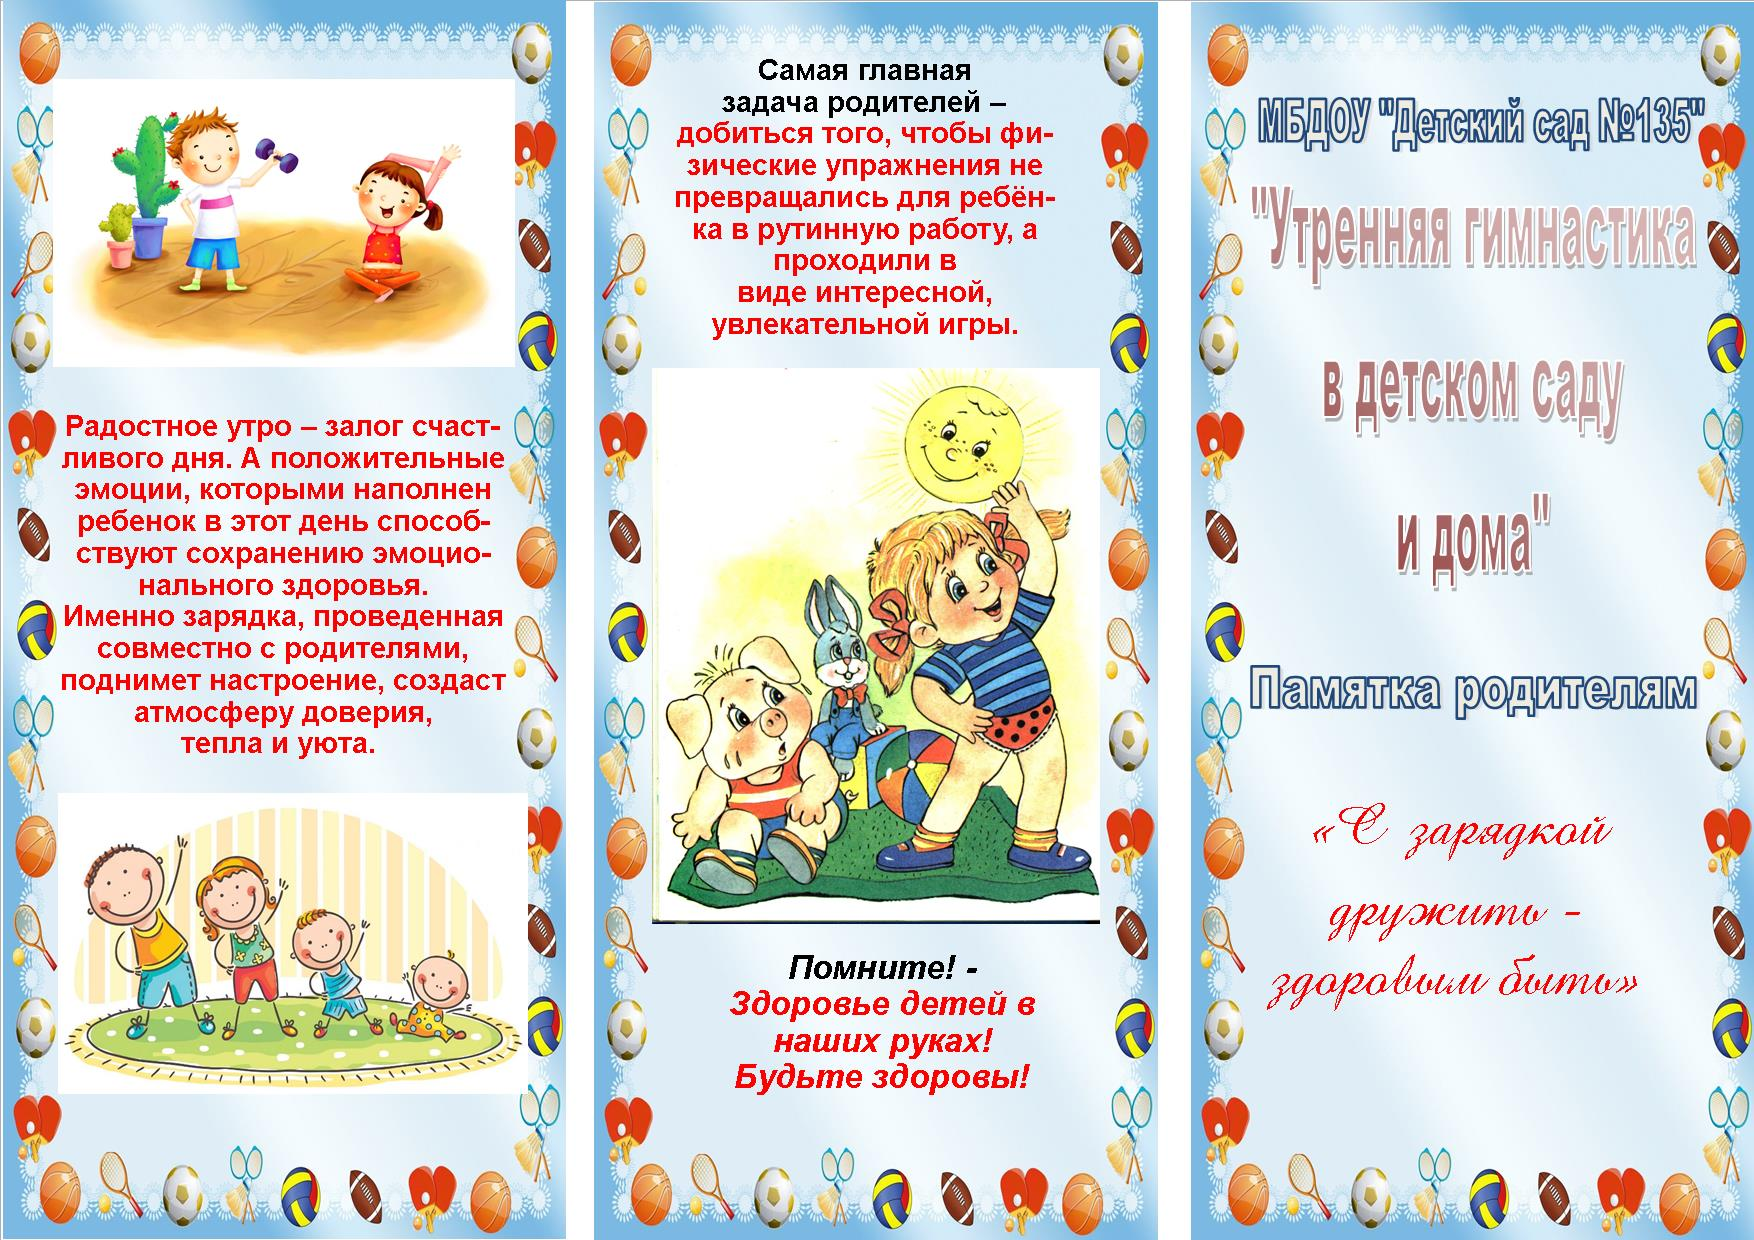 Радостное утро – залог счаст-
ливого дня. А положительные
эмоции, которыми наполнен
ребенок в этот день способ-
ствуют сохранению эмоцио-
нального здоровья.
Именно зарядка, проведенная
совместно с родителями,
поднимет настроение, создаст
атмосферу доверия,
тепла и уюта.
Самая главная
задача родителей –
добиться того, чтобы фи-
зические упражнения не
превращались для ребён-
ка в рутинную работу, а
проходили в
виде интересной,
увлекательной игры.
Помните! -
Здоровье детей в
наших руках!
Будьте здоровы!
МБДОУ "Детский сад №135"
"Утренняя гимнастика
в детском саду
и дома"
Памятка родителям
«С зарядкой
дружить -
здоровым быть»